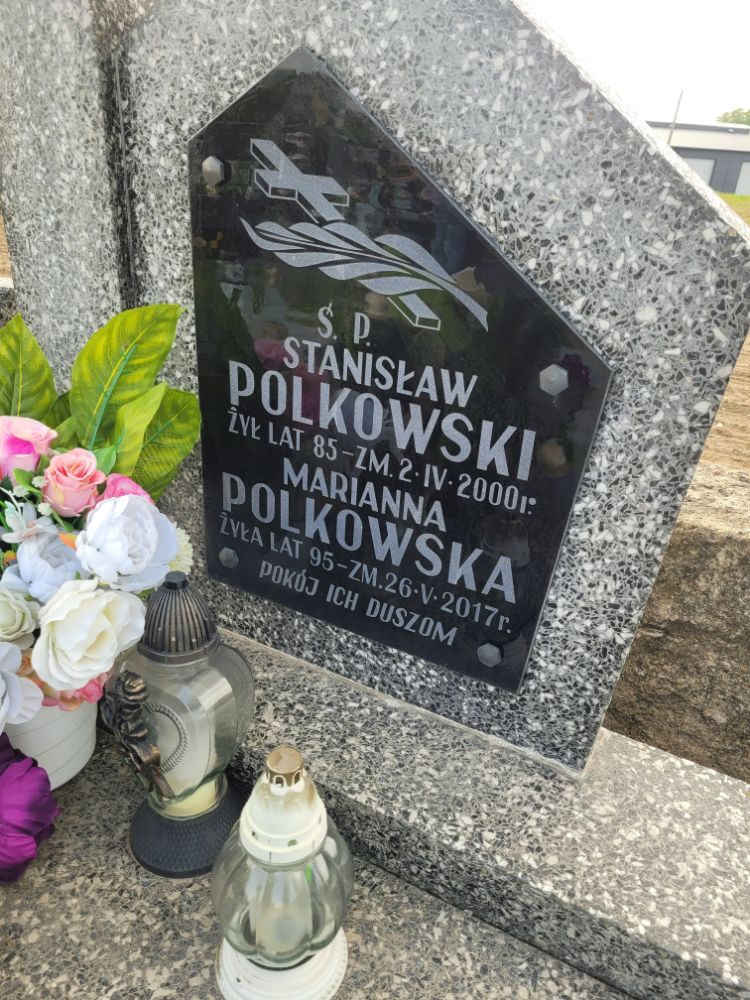 Ś. P.
STANISŁAW
POLKOWSKI
ŻYŁ LAT 85-ZM. 2·IV·2000r.
MARIANNA
POLKOWSKA
ŻYŁA LAT 95-ZM. 26·V·2017r.
POKÓJ ICH DUSZOM